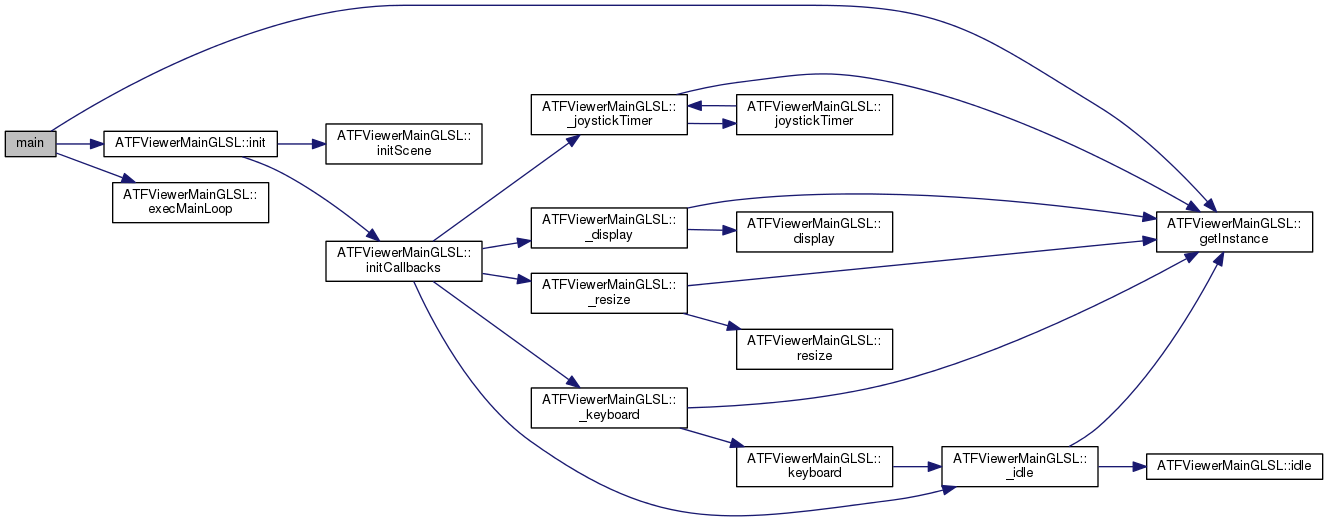 main
ATFViewerMainGLSL::init
ATFViewerMainGLSL::
execMainLoop
ATFViewerMainGLSL::
initScene
ATFViewerMainGLSL::
initCallbacks
ATFViewerMainGLSL::
_joystickTimer
ATFViewerMainGLSL::
joystickTimer
ATFViewerMainGLSL::
_display
ATFViewerMainGLSL::
display
ATFViewerMainGLSL::
_resize
ATFViewerMainGLSL::
resize
ATFViewerMainGLSL::
_keyboard
ATFViewerMainGLSL::
keyboard
ATFViewerMainGLSL::
_idle
ATFViewerMainGLSL::idle
ATFViewerMainGLSL::
getInstance